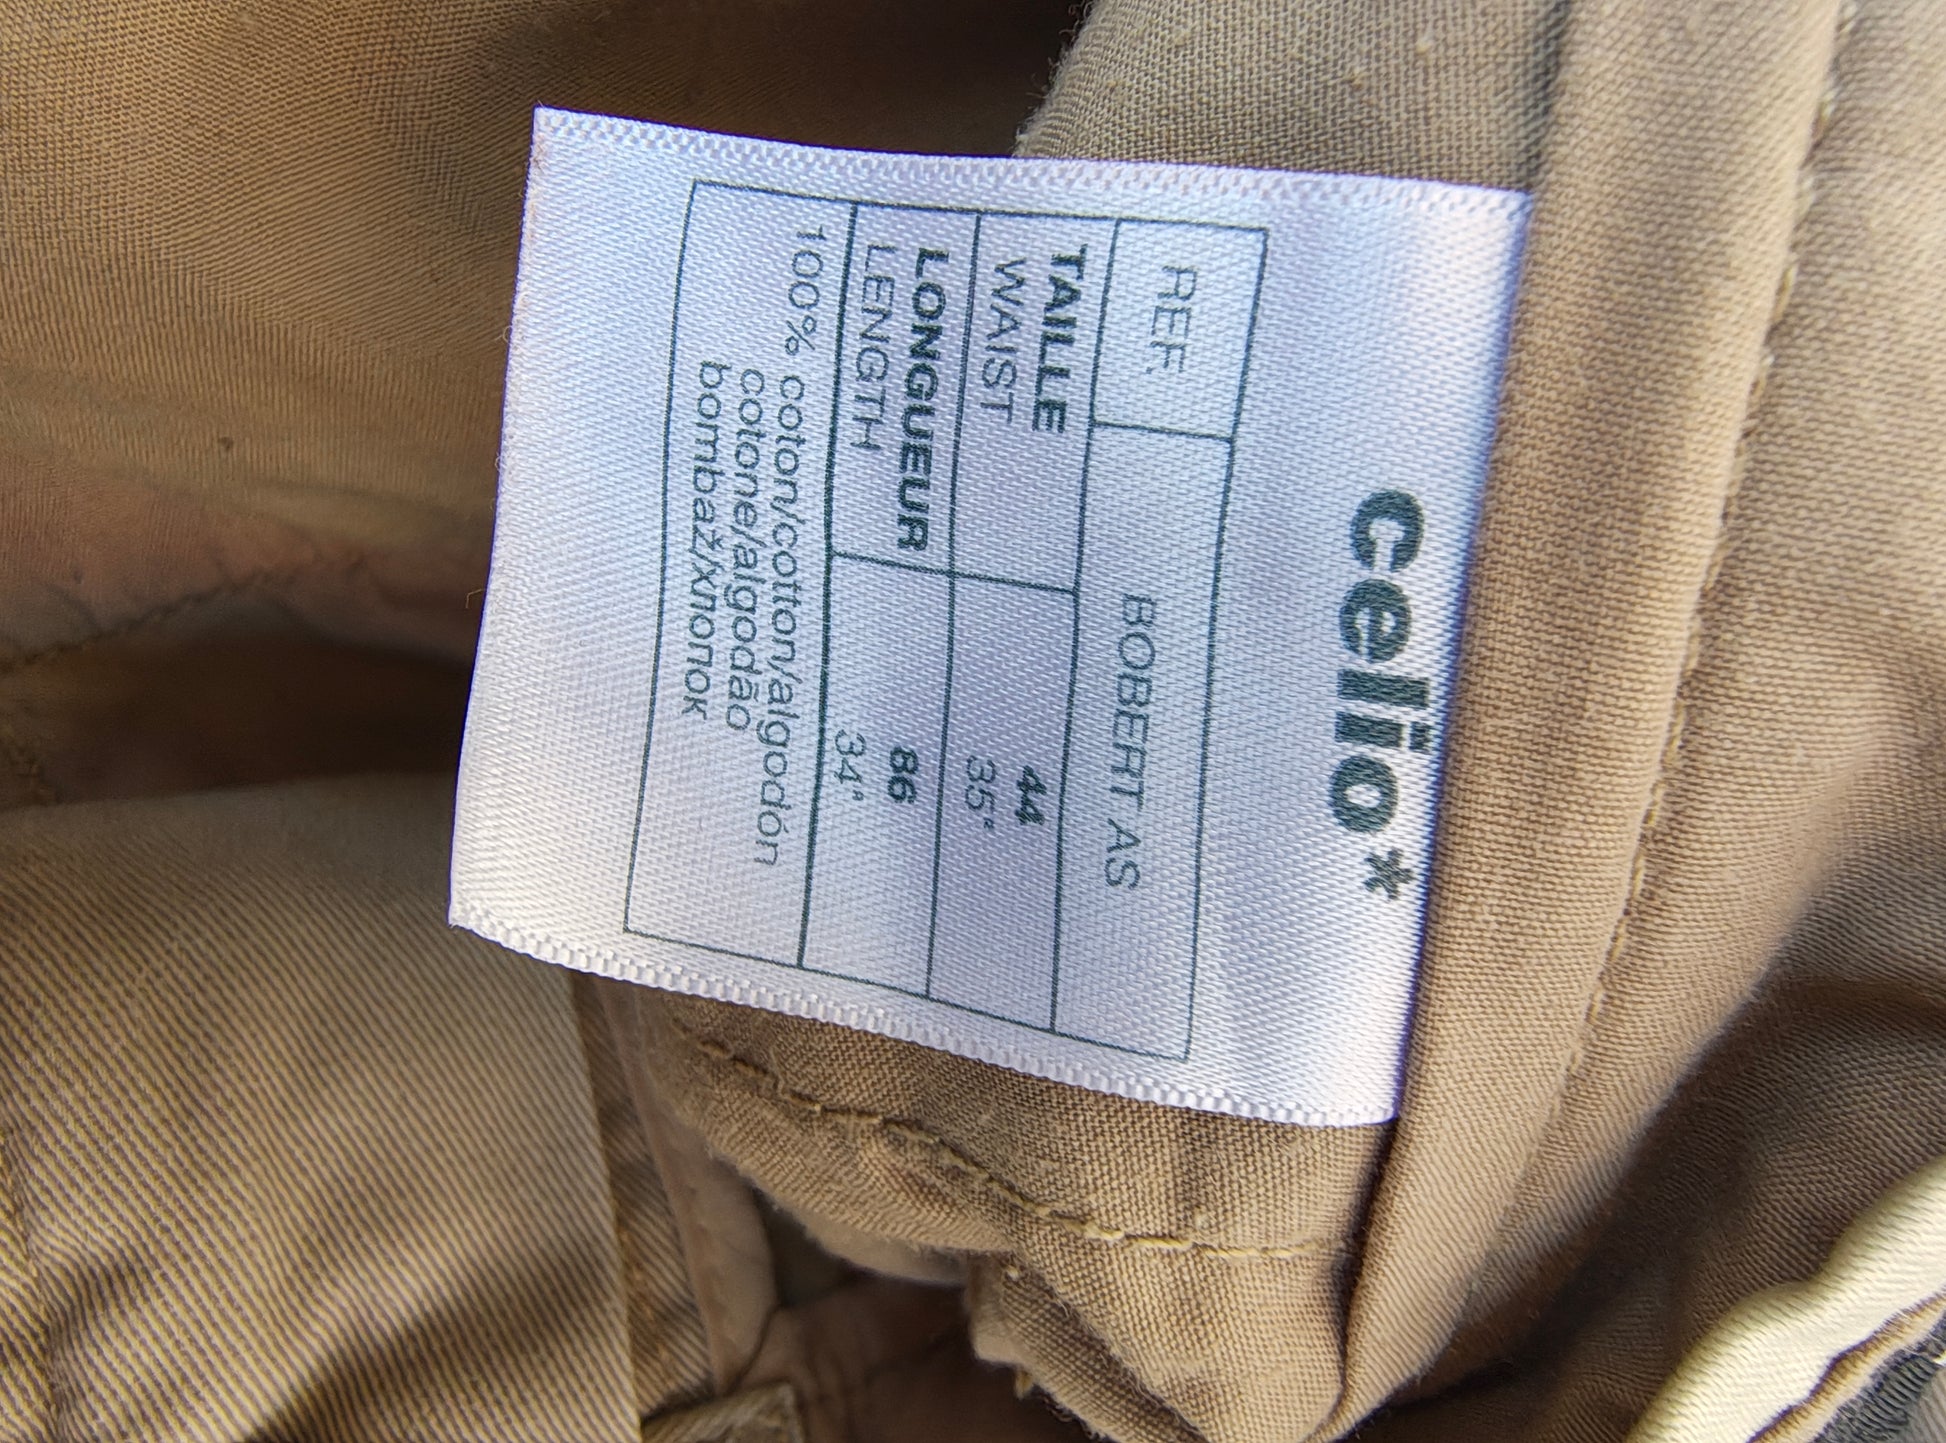 celio*
REF. BOBERT AS
TAILLE 44
WAIST 35"
LONGUEUR 86
LENGTH 34"
100% coton/cotton/algodón
cotone/algodão
bombaž/хлопок